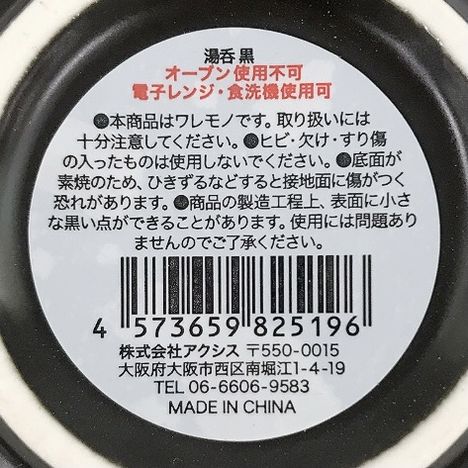 湯呑 黒
オーブン使用不可
電子レンジ・食洗機使用可
●本商品はワレモノです。取り扱いには
十分注意してください。●ヒビ・欠け・すり傷
の入ったものは使用しないでください。●底面が
素焼のため、ひきずるなどすると接地面に傷がつく
恐れがあります。●商品の製造工程上、表面に小さ
な黒い点ができることがあります。使用には問題あり
ませんのでご了承ください。
4 573659 825196
株式会社アクシス 〒550-0015
大阪府大阪市西区南堀江1-4-19
TEL 06-6606-9583
MADE IN CHINA